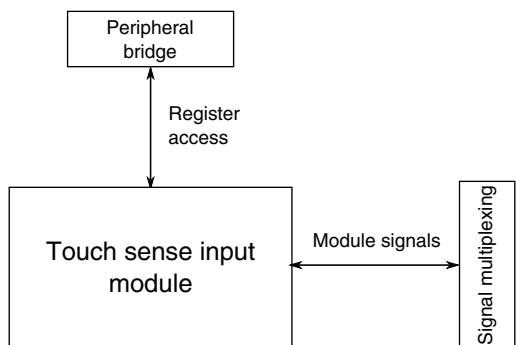 Peripheral
bridge
Register
access
Touch sense input
module
Module signals
Signal multiplexing